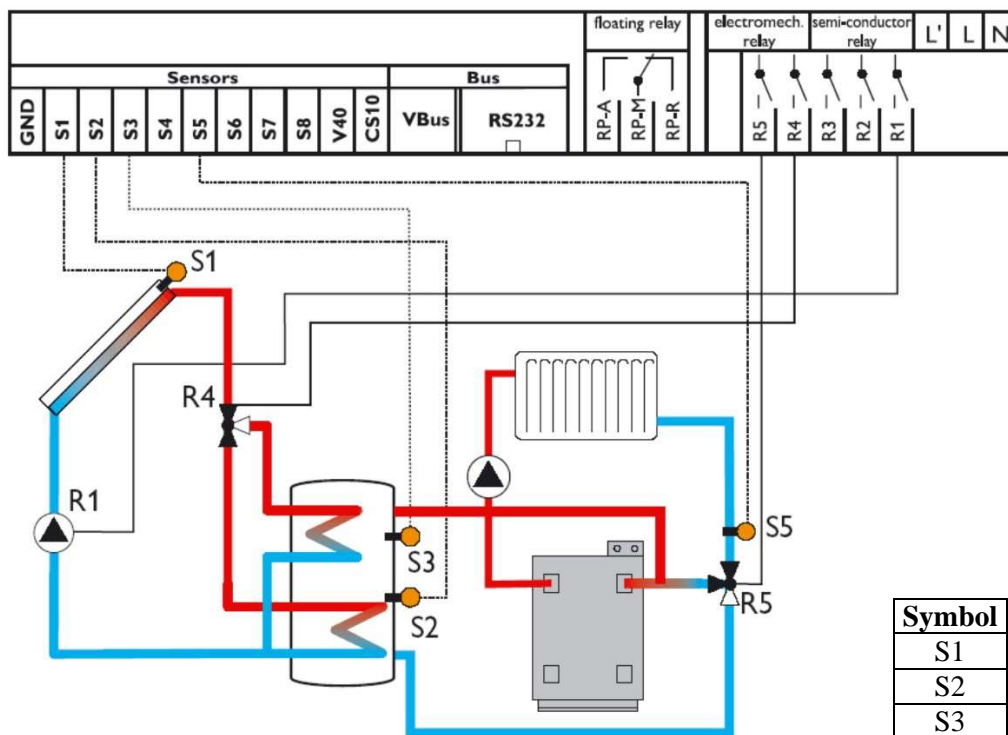 floating relay
electromech. relay
semi-conductor relay
L' L N
Sensors
Bus
GND S1 S2 S3 S4 S5 S6 S7 S8 V40 CS10
VBus RS232
RP-A RP-M RP-R
R5 R4 R3 R2 R1
S1
R4
R1
S3
S2
S5
R5
Symbol
S1
S2
S3